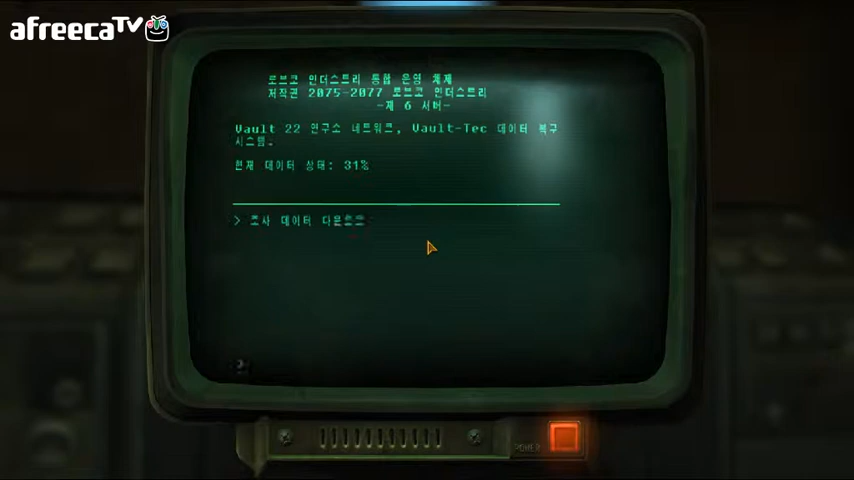 afreecaTV
로브코 인더스트리 통합 운영 체제
저작권 2075-2077 로브코 인더스트리
-제 6 서버-
Vault 22 연구소 네트워크, Vault-Tec 데이터 복구
시스템.
현재 데이터 상태: 31%
> 조사 데이터 다운로드
POWER